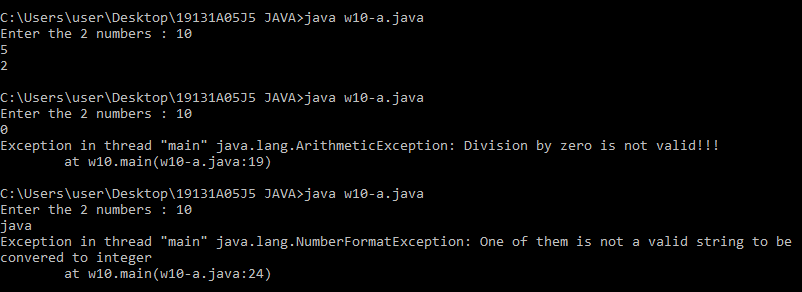 C:\Users\user\Desktop\19131A05J5 JAVA>java w10-a.java
Enter the 2 numbers : 10
5
2
C:\Users\user\Desktop\19131A05J5 JAVA>java w10-a.java
Enter the 2 numbers : 10
0
Exception in thread "main" java.lang.ArithmeticException: Division by zero is not valid!!!
        at w10.main(w10-a.java:19)
C:\Users\user\Desktop\19131A05J5 JAVA>java w10-a.java
Enter the 2 numbers : 10
java
Exception in thread "main" java.lang.NumberFormatException: One of them is not a valid string to be
convered to integer
        at w10.main(w10-a.java:24)